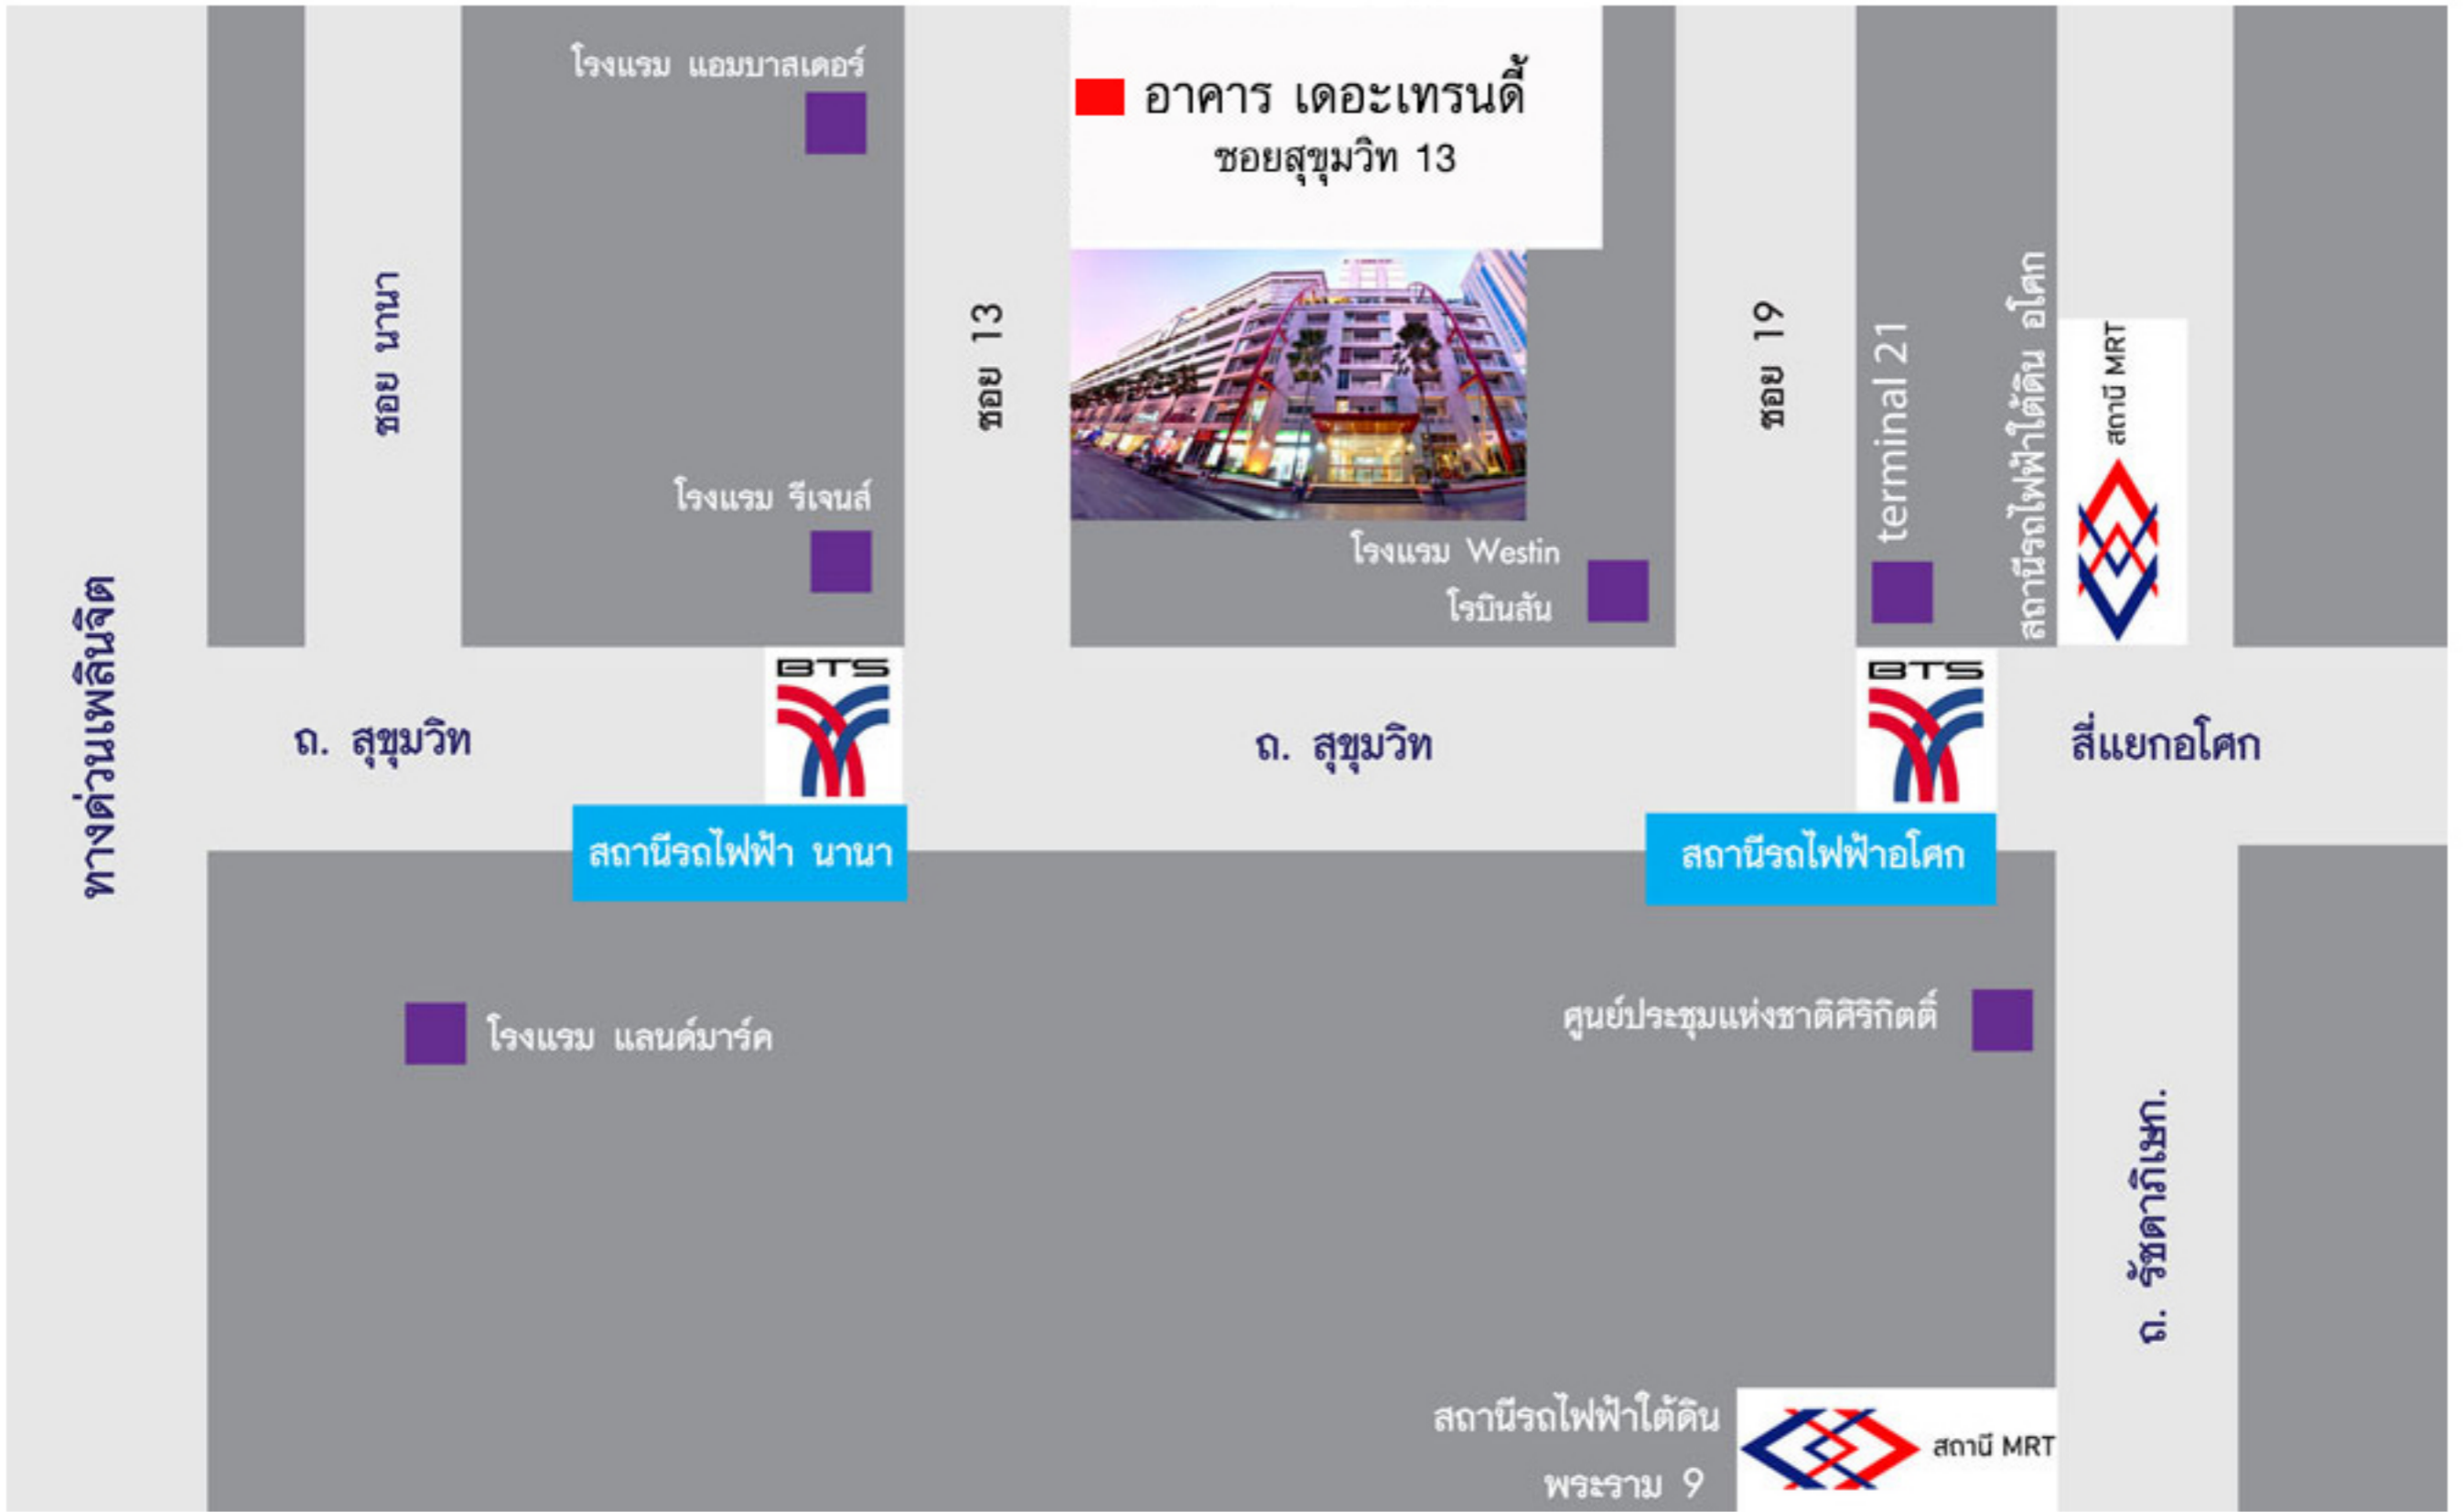 โรงแรม แอมบาสเดอร์
อาคาร เดอะเทรนดี้
ซอยสุขุมวิท 13
ซอย นานา
ซอย 13
ซอย 19
terminal 21
สถานีรถไฟฟ้าใต้ดิน อโศก
สถานี MRT
โรงแรม รีเจนส์
โรงแรม Westin
โรบินสัน
ทางด่วนเพลินจิต
BTS
BTS
ถ. สุขุมวิท
ถ. สุขุมวิท
สี่แยกอโศก
สถานีรถไฟฟ้า นานา
สถานีรถไฟฟ้าอโศก
โรงแรม แลนด์มาร์ค
ศูนย์ประชุมแห่งชาติศิริกิตติ์
ถ. รัชดาภิเษก.
สถานีรถไฟฟ้าใต้ดิน
พระราม 9
สถานี MRT